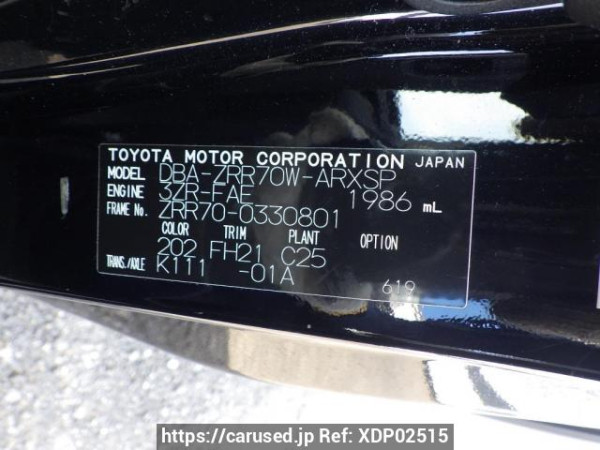 TOYOTA MOTOR CORPORATION JAPAN
MODEL DBA-ZRR70W-ARXSP
ENGINE 3ZR-FAE 1986 mL
FRAME No. ZRR70-0330801
COLOR TRIM PLANT OPTION
202 FH21 C25
TRANS./AXLE K111 -01A
619
https://carused.jp Ref: XDP02515